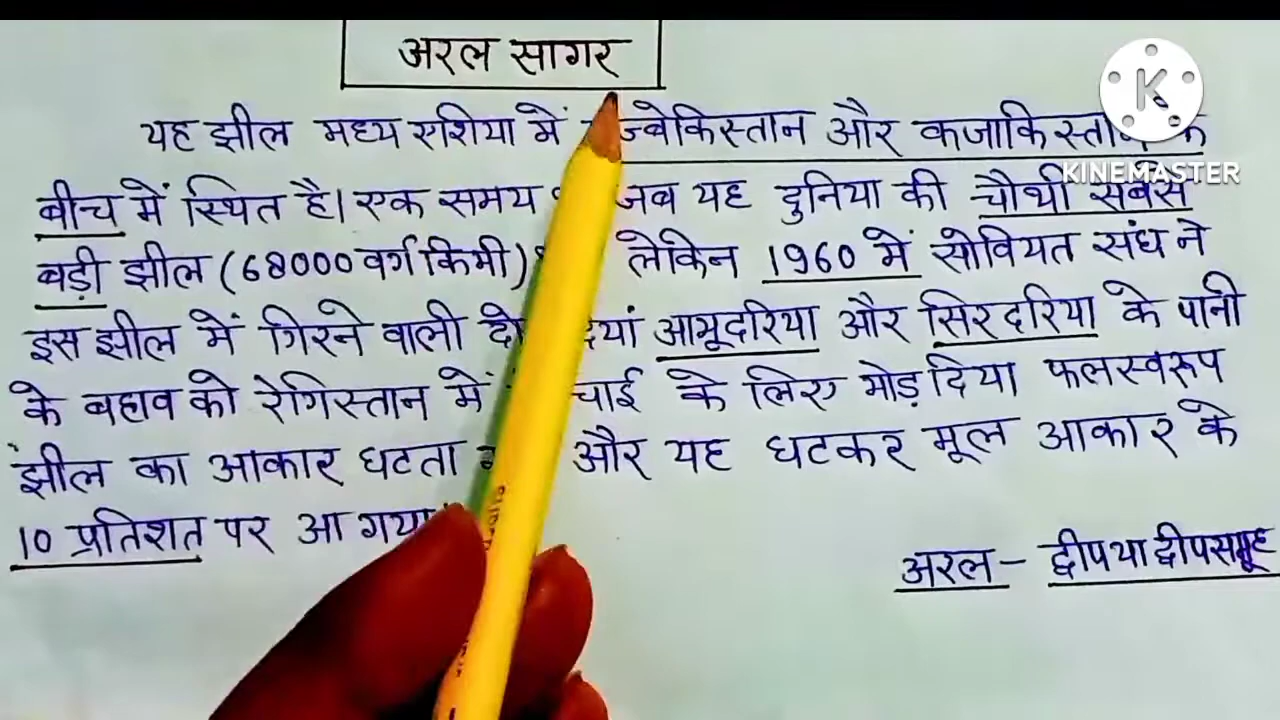 अरल सागर
यह झील मध्य एशिया में ज्बेकिस्तान और कजाकिस्तान के
बीच में स्थित है। एक समय जब यह दुनिया की चौथी सबसे
बड़ी झील (68000 वर्ग किमी) लेकिन 1960 में सोवियत संघ ने
इस झील में गिरने वाली दो दियां आमूदरिया और सिरदरिया के पानी
के बहाव को रेगिस्तान में चाई के लिए मोड़ दिया फलस्वरूप
झील का आकार घटता और यह घटकर मूल आकार के
10 प्रतिशत पर आ गया
अरल - द्वीप या द्वीपसमूह
K
KINEMASTER